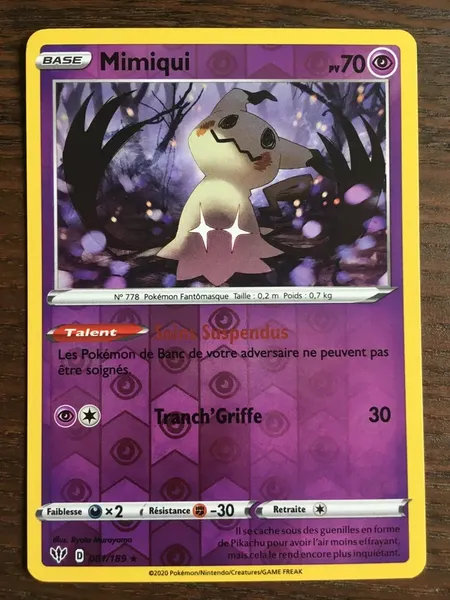 BASE Mimiqui PV70
N° 778 Pokémon Fantômasque Taille : 0,2 m Poids : 0,7 kg
Talent Soins Suspendus
Les Pokémon de Banc de votre adversaire ne peuvent pas
être soignés.
Tranch'Griffe 30
Faiblesse ×2 Résistance -30 Retraite
Illus. Ryota Murayama
D 081/189 ★
Il se cache sous des guenilles en forme
de Pikachu pour avoir l'air moins effrayant,
mais cela le rend encore plus inquiétant.
©2020 Pokémon/Nintendo/Creatures/GAME FREAK